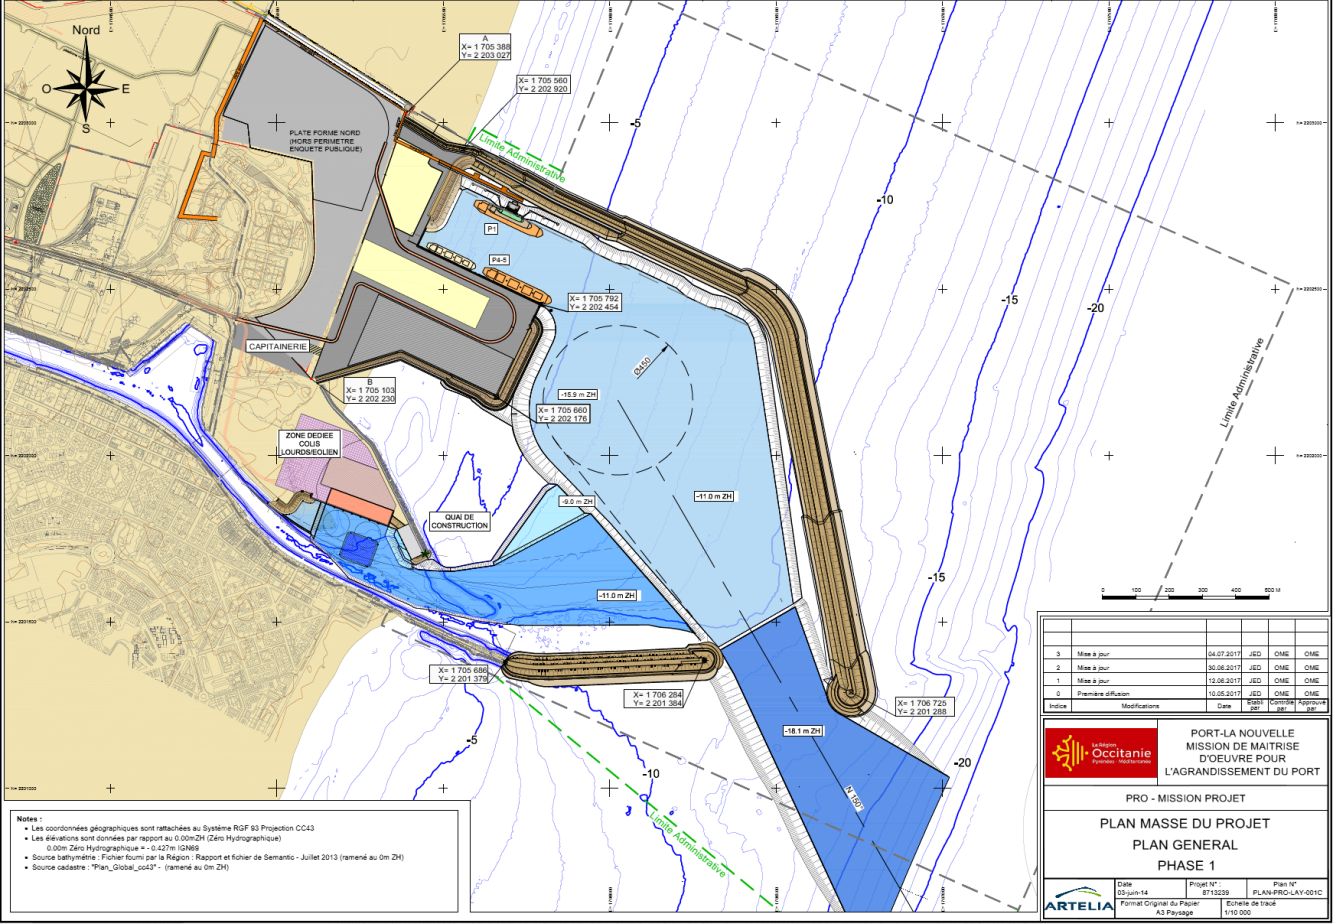 Nord
O
E
S
A
X= 1 705 388
Y= 2 203 027
X= 1 705 560
Y= 2 202 920
PLATE FORME NORD
(HORS PERIMETRE
ENQUETE PUBLIQUE)
Limite Administrative
-5
-10
-15
-20
P1
P4-5
X= 1 705 792
Y= 2 202 454
CAPITAINERIE
B
X= 1 705 103
Y= 2 202 230
Ø450
-15.9 m ZH
X= 1 705 660
Y= 2 202 176
Limite Administrative
ZONE DEDIEE
COLIS
LOURDS/EOLIEN
QUAI DE
CONSTRUCTION
-9.0 m ZH
-11.0 m ZH
-15
-11.0 m ZH
X= 1 705 686
Y= 2 201 379
X= 1 706 284
Y= 2 201 384
X= 1 706 725
Y= 2 201 288
-18.1 m ZH
-5
-10
-20
N 150°
Limite Administrative
0 100 200 300 400 500 M
3 Mise à jour 04.07.2017 JED OME OME
2 Mise à jour 30.06.2017 JED OME OME
1 Mise à jour 12.06.2017 JED OME OME
0 Première diffusion 10.05.2017 JED OME OME
Indice Modifications Date Etabli par Contrôlé par Approuvé par
La Région
Occitanie
Pyrénées - Méditerranée
PORT-LA NOUVELLE
MISSION DE MAITRISE
D'OEUVRE POUR
L'AGRANDISSEMENT DU PORT
PRO - MISSION PROJET
PLAN MASSE DU PROJET
PLAN GENERAL
PHASE 1
ARTELIA
Date
03-juin-14
Projet N° :
8713239
Plan N°
PLAN-PRO-LAY-001C
Format Original du Papier
A3 Paysage
Echelle de tracé
1/10 000
Notes :
• Les coordonnées géographiques sont rattachées au Système RGF 93 Projection CC43
• Les élévations sont données par rapport au 0.00mZH (Zéro Hydrographique)
0.00m Zéro Hydrographique = - 0.427m IGN69
• Source bathymétrie : Fichier fourni par la Région : Rapport et fichier de Semantic - Juillet 2013 (ramené au 0m ZH)
• Source cadastre : "Plan_Global_cc43" - (ramené au 0m ZH)